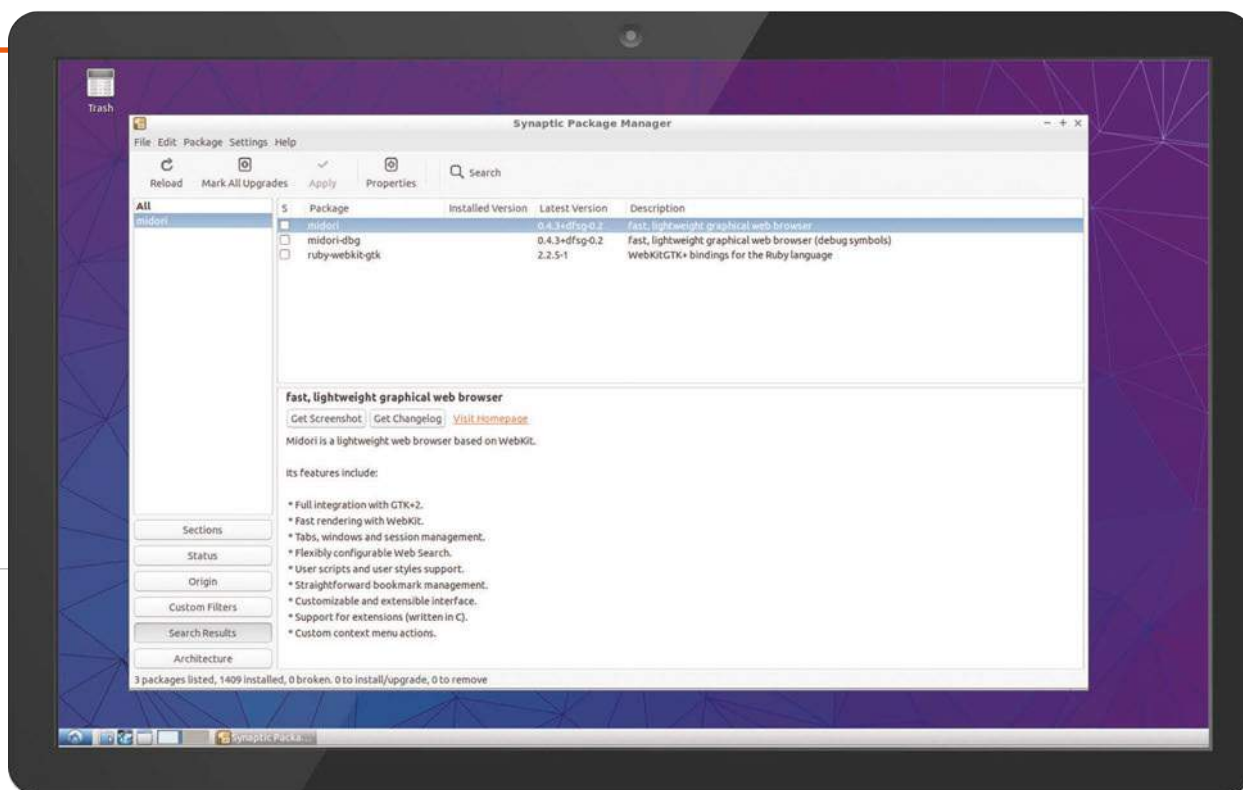 Trash
Synaptic Package Manager
File Edit Package Settings Help
Reload Mark All Upgrades Apply Properties Search
All
midori
S Package Installed Version Latest Version Description
midori 0.4.3+dfsg-0.2 fast, lightweight graphical web browser
midori-dbg 0.4.3+dfsg-0.2 fast, lightweight graphical web browser (debug symbols)
ruby-webkit-gtk 2.2.5-1 WebKitGTK+ bindings for the Ruby language
fast, lightweight graphical web browser
Get Screenshot Get Changelog Visit Homepage
Midori is a lightweight web browser based on WebKit.
Its features include:
* Full integration with GTK+2.
* Fast rendering with WebKit.
* Tabs, windows and session management.
* Flexibly configurable Web Search.
* User scripts and user styles support.
* Straightforward bookmark management.
* Customizable and extensible interface.
* Support for extensions (written in C).
* Custom context menu actions.
Sections
Status
Origin
Custom Filters
Search Results
Architecture
3 packages listed, 1409 installed, 0 broken. 0 to install/upgrade, 0 to remove
Synaptic Packa...